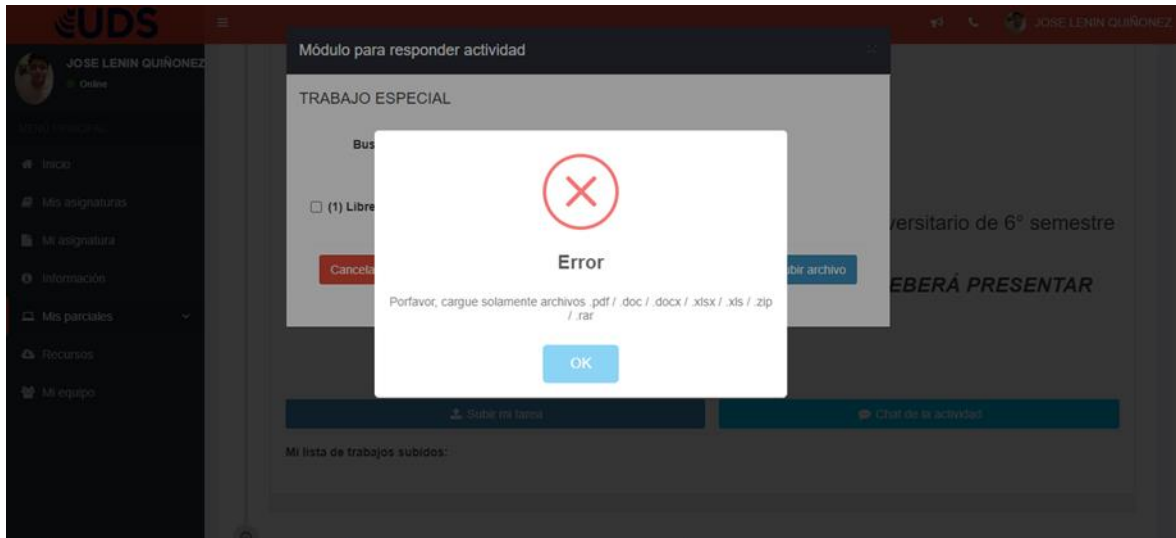 UDS
JOSE LENIN QUIÑONEZ
JOSE LENIN QUIÑONEZ
Online
MENÚ PRINCIPAL
Inicio
Mis asignaturas
Mi asignatura
Información
Mis parciales
Recursos
Mi equipo
Módulo para responder actividad
TRABAJO ESPECIAL
Bus
(1) Libre
Cancela
ubir archivo
Error
Porfavor, cargue solamente archivos .pdf / .doc / .docx / .xlsx / .xls / .zip
/ .rar
OK
versitario de 6° semestre
EBERÁ PRESENTAR
Subir mi tarea
Chat de la actividad
Mi lista de trabajos subidos: